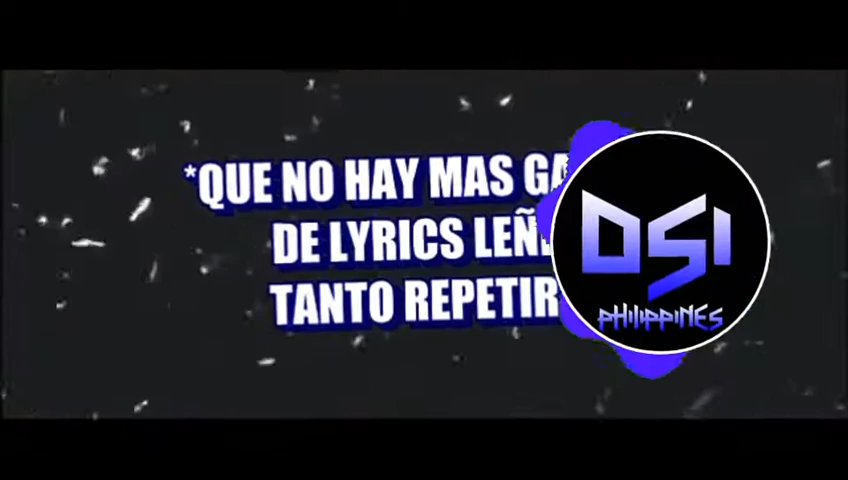 *QUE NO HAY MAS
DE LYRICS
TANTO REPETIR
DSI
PHILIPPINES